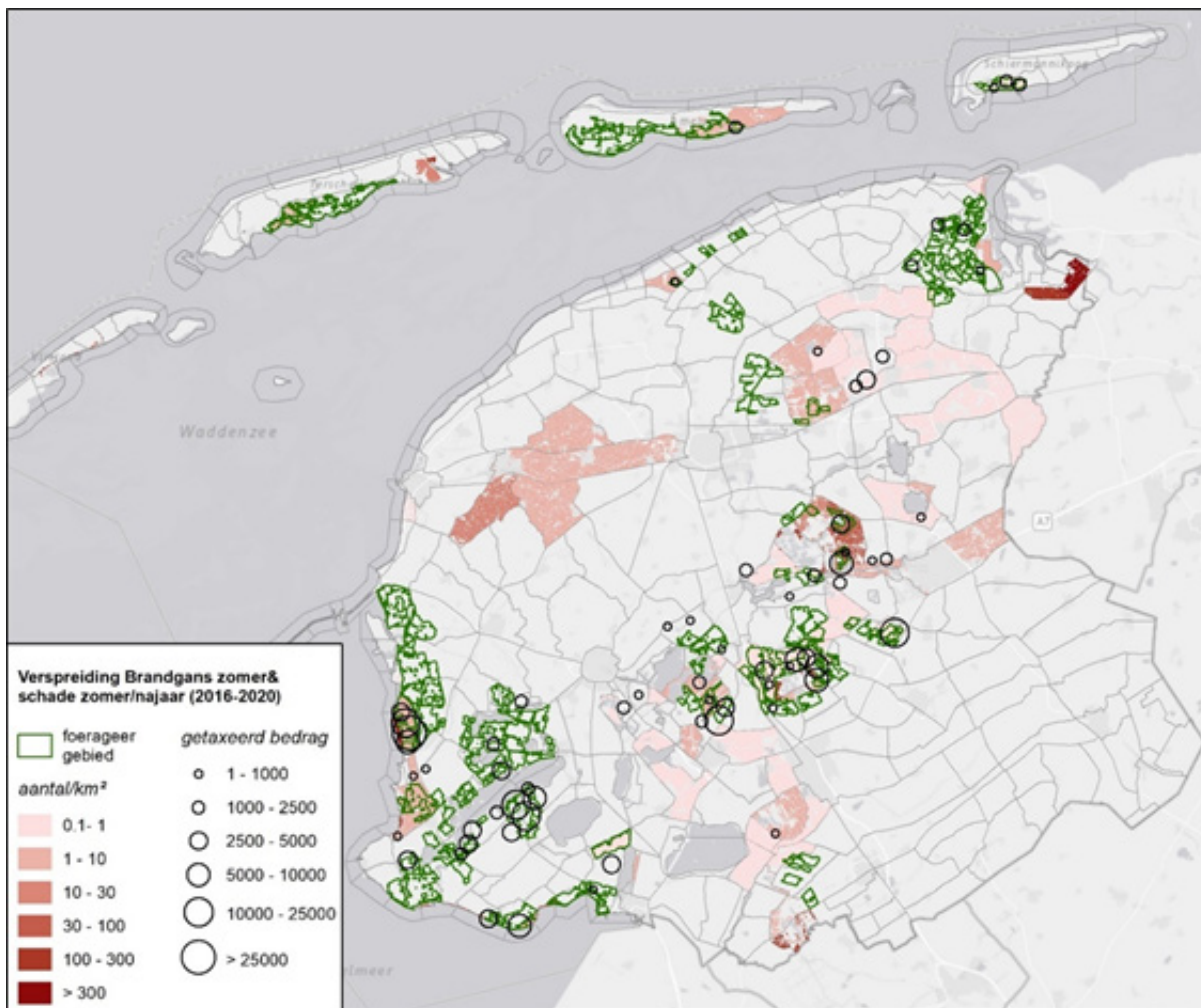 Schiermonnikoog
Waddenzee
A7
Verspreiding Brandgans zomer&
schade zomer/najaar (2016-2020)
foerageer
gebied
getaxeerd bedrag
aantal/km²
1 - 1000
1000 - 2500
0.1- 1
2500 - 5000
1 - 10
5000 - 10000
10 - 30
10000 - 25000
30 - 100
100 - 300
> 25000
> 300
elmeer